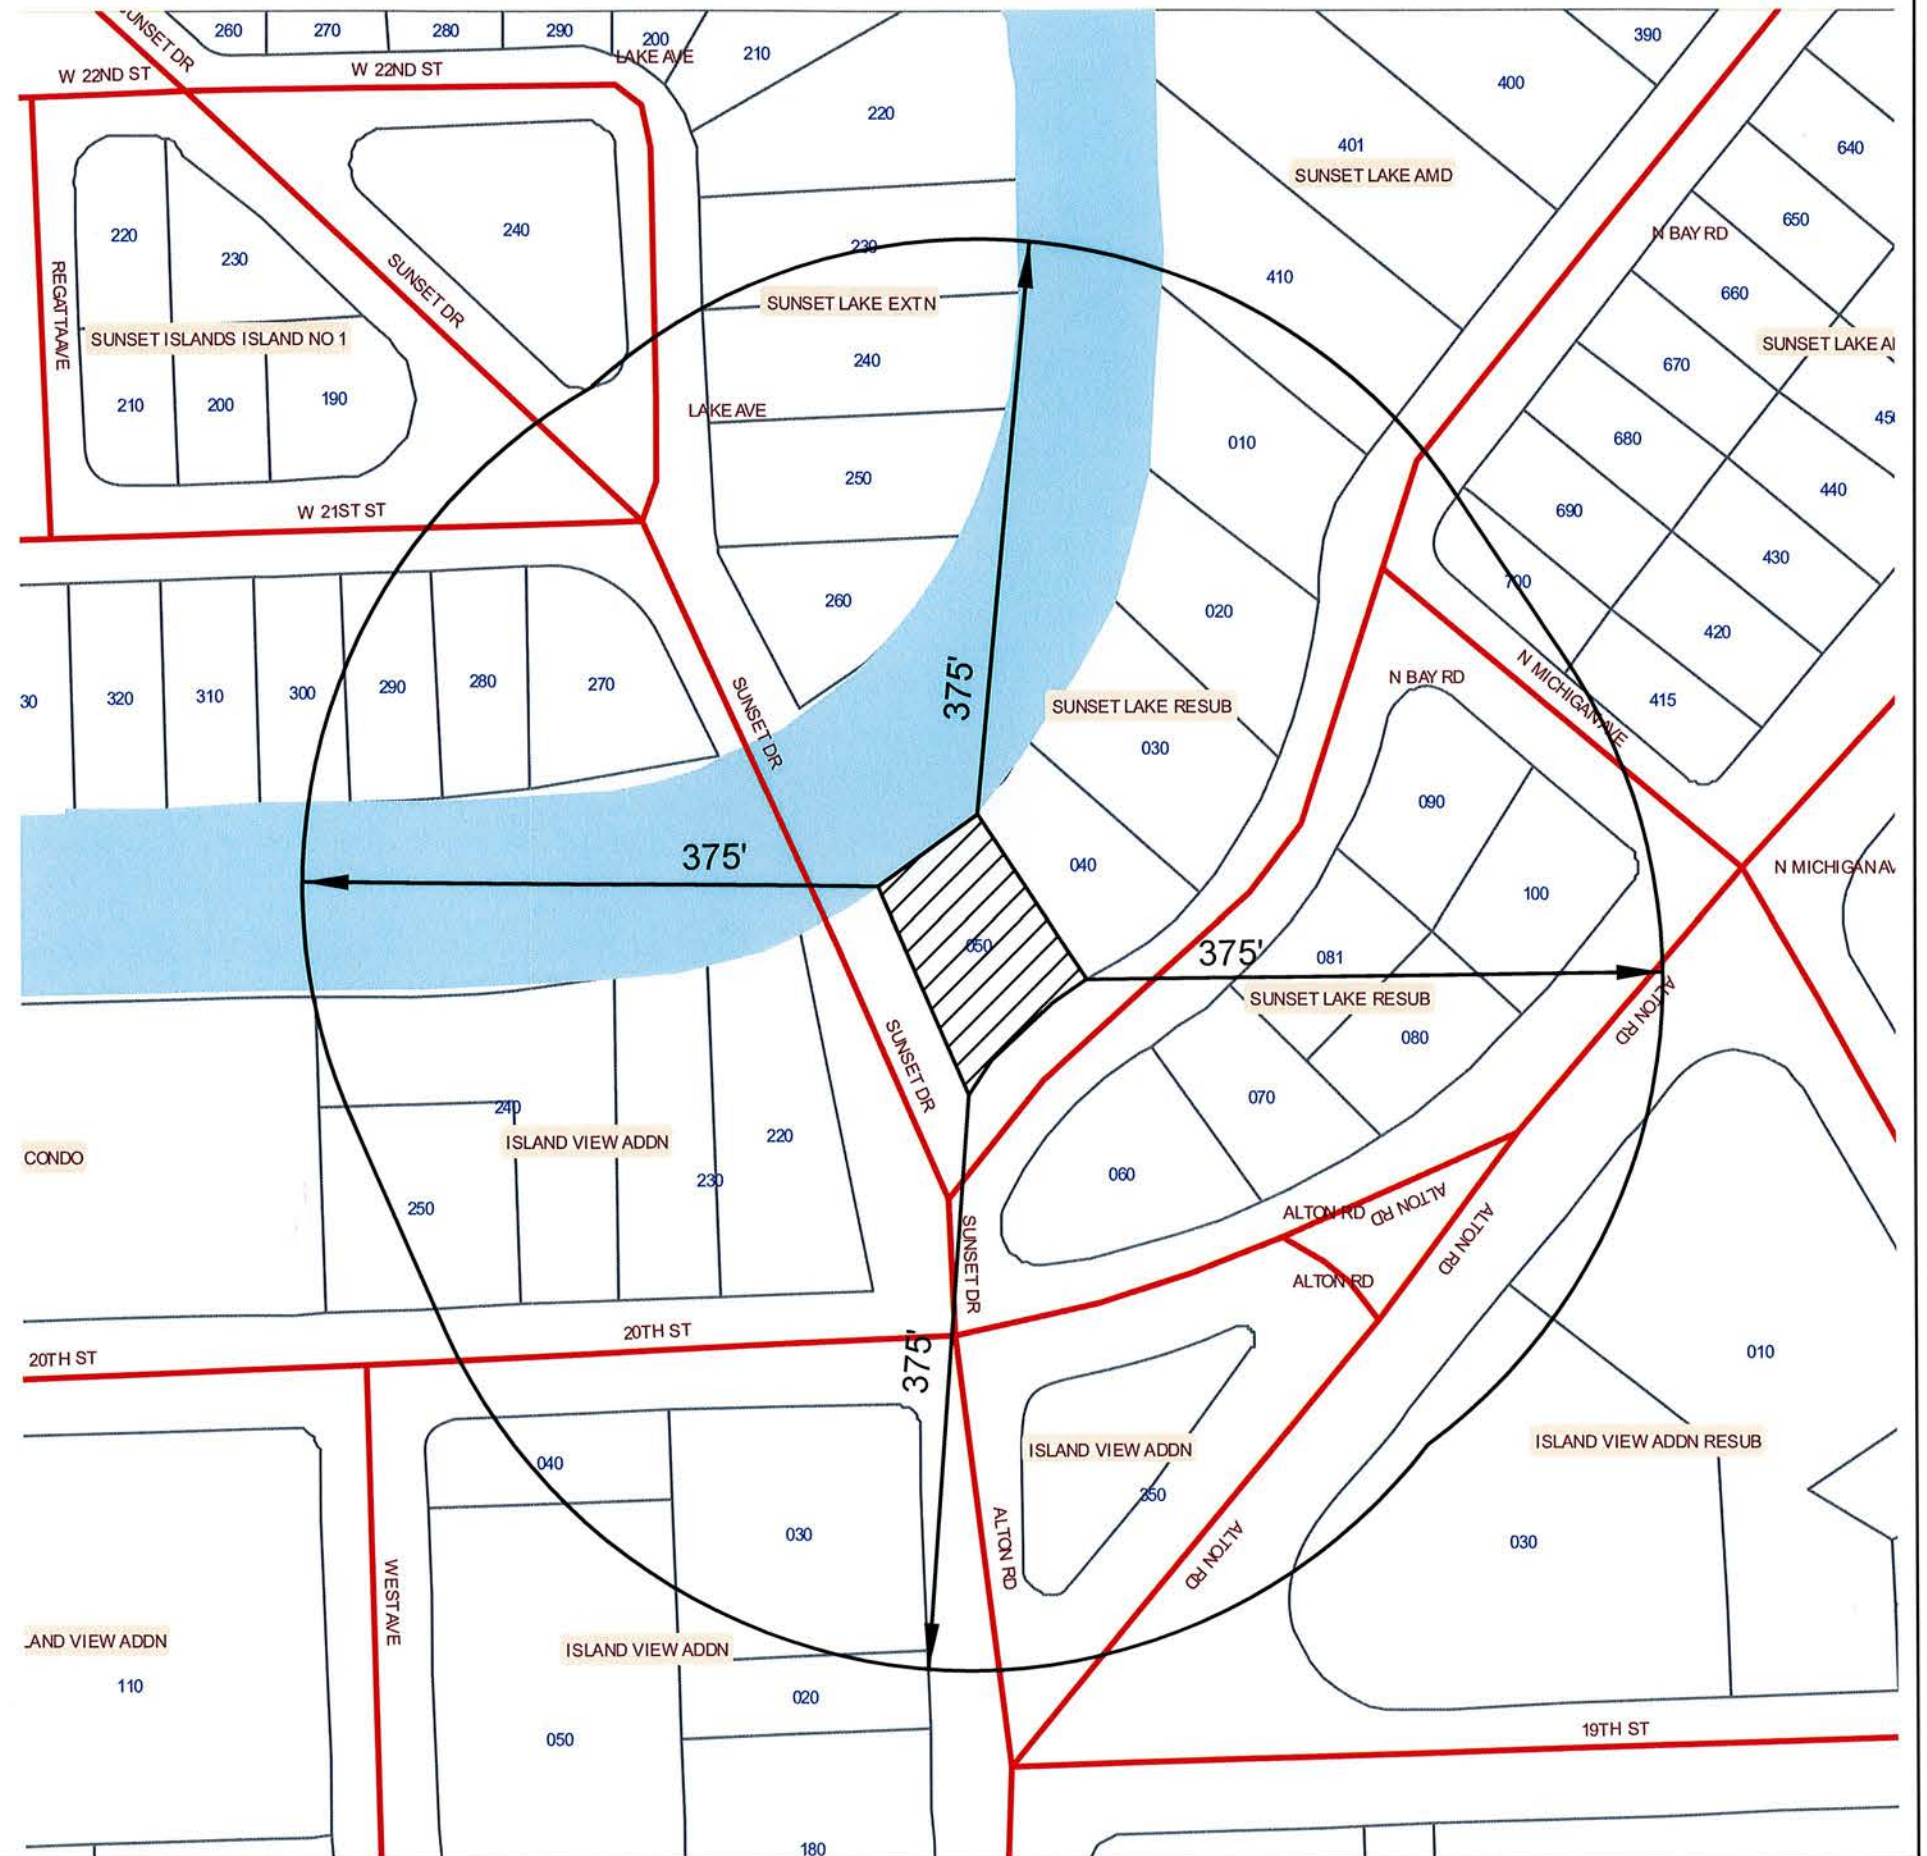 SUNSET DR
260
270
280
290
200
LAKE AVE
210
390
W 22ND ST
W 22ND ST
400
220
401
640
SUNSET LAKE AMD
220
230
240
650
N BAY RD
230
REGATTA AVE
SUNSET DR
410
660
SUNSET LAKE EXTN
SUNSET ISLANDS ISLAND NO 1
SUNSET LAKE
240
670
210
200
190
LAKE AVE
680
010
250
440
W 21ST ST
690
430
700
260
020
420
320
310
300
290
280
270
30
SUNSET DR
375'
N BAY RD
N MICHIGAN AVE
415
SUNSET LAKE RESUB
030
090
375'
040
N MICHIGAN AV
100
050
375'
081
SUNSET LAKE RESUB
ALTON RD
080
SUNSET DR
070
240
ISLAND VIEW ADDN
220
CONDO
230
060
250
ALTON RD
ALTON RD
ALTON RD
SUNSET DR
ALTON RD
20TH ST
20TH ST
375'
010
ISLAND VIEW ADDN
350
ISLAND VIEW ADDN RESUB
040
030
ALTON RD
ALTON RD
030
WEST AVE
AND VIEW ADDN
110
ISLAND VIEW ADDN
020
050
19TH ST
180